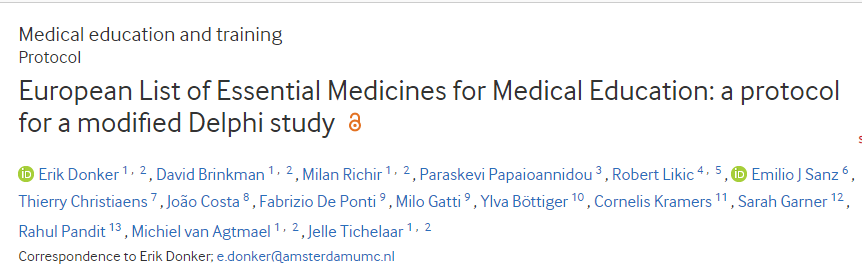 Medical education and training
Protocol
European List of Essential Medicines for Medical Education: a protocol
for a modified Delphi study
iD Erik Donker 1, 2, David Brinkman 1, 2, Milan Richir 1, 2, Paraskevi Papaioannidou 3, Robert Likic 4, 5, iD Emilio J Sanz 6,
Thierry Christiaens 7, João Costa 8, Fabrizio De Ponti 9, Milo Gatti 9, Ylva Böttiger 10, Cornelis Kramers 11, Sarah Garner 12,
Rahul Pandit 13, Michiel van Agtmael 1, 2, Jelle Tichelaar 1, 2
Correspondence to Erik Donker; e.donker@amsterdamumc.nl